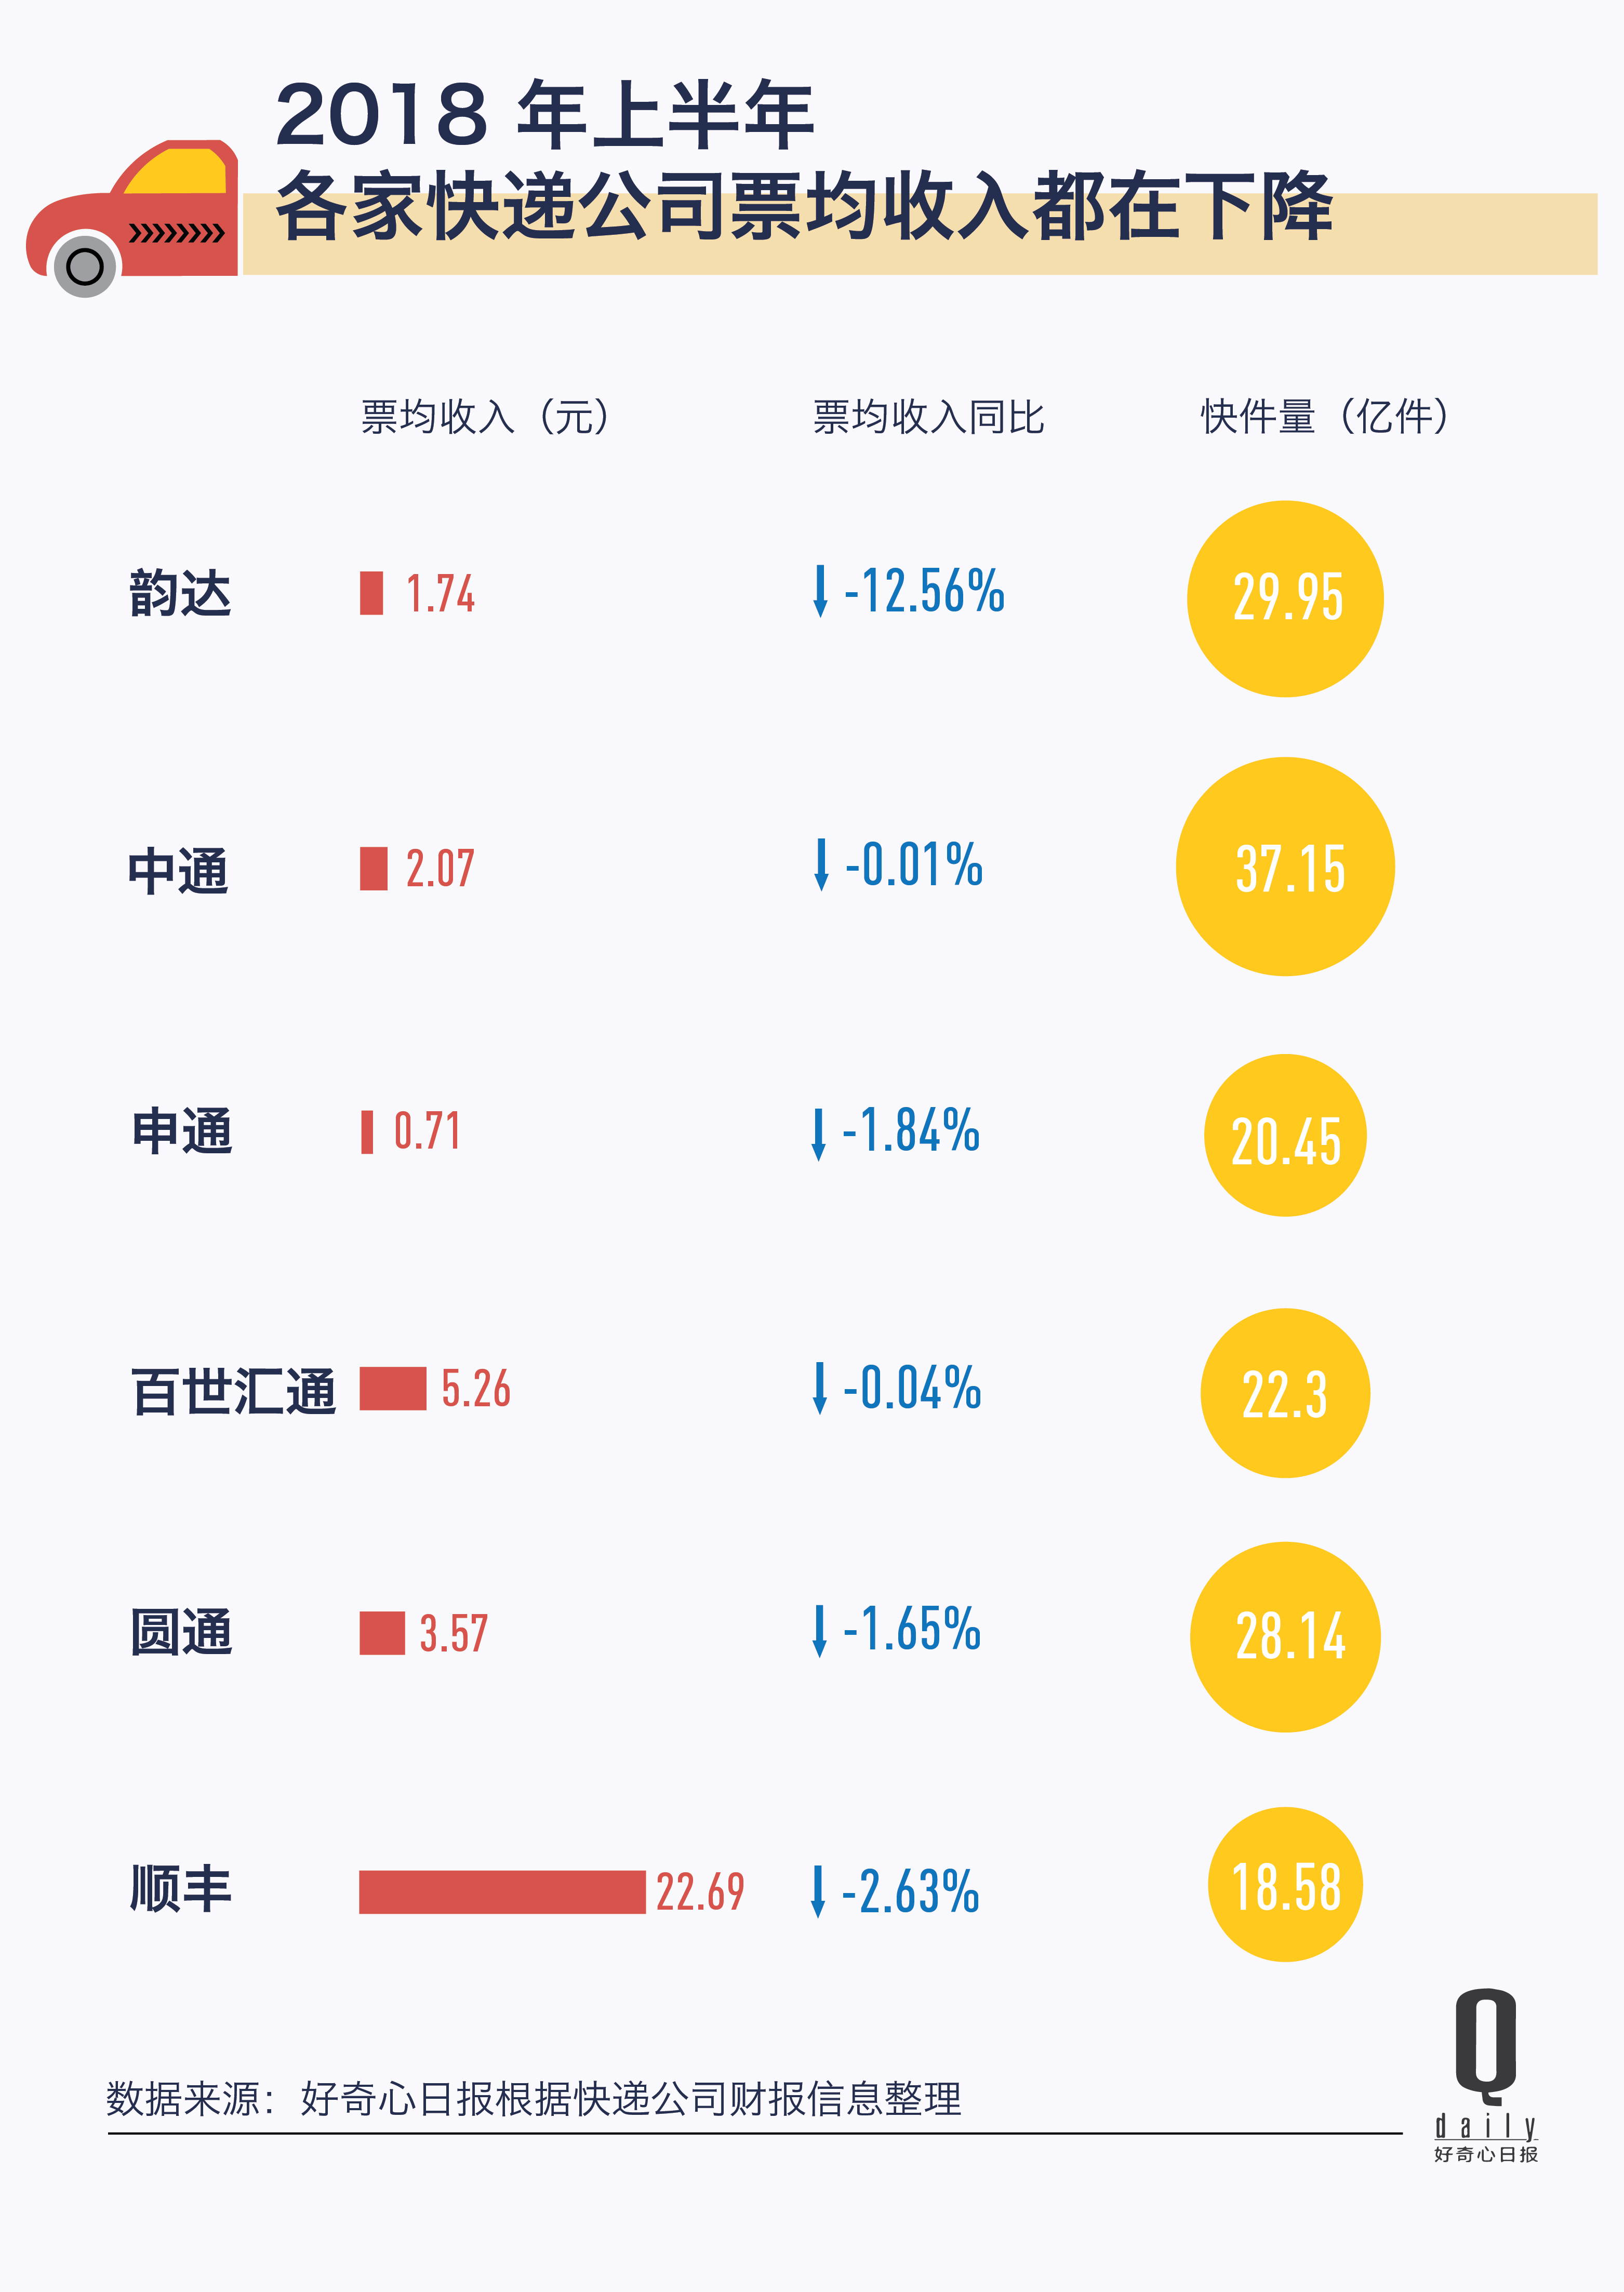 2018 年上半年
各家快递公司票均收入都在下降
票均收入（元） 票均收入同比 快件量（亿件）
韵达 1.74 -12.56% 29.95
中通 2.07 -0.01% 37.15
申通 0.71 -1.84% 20.45
百世汇通 5.26 -0.04% 22.3
圆通 3.57 -1.65% 28.14
顺丰 22.69 -2.63% 18.58
数据来源：好奇心日报根据快递公司财报信息整理
Q
daily
好奇心日报